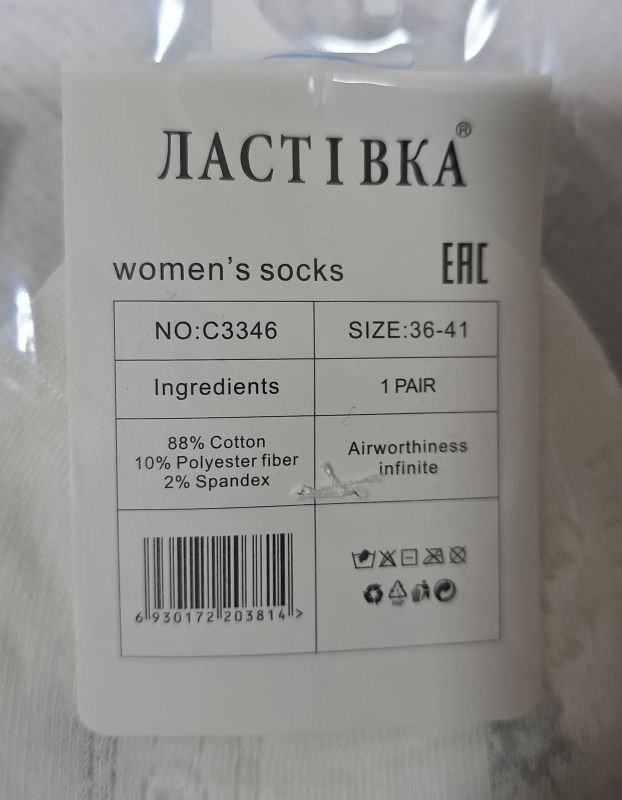 ЛАСТІВКА®
women's socks
EAC
NO:C3346
SIZE:36-41
Ingredients
1 PAIR
88% Cotton
10% Polyester fiber
2% Spandex
Airworthiness
infinite
6 930172 203814 >